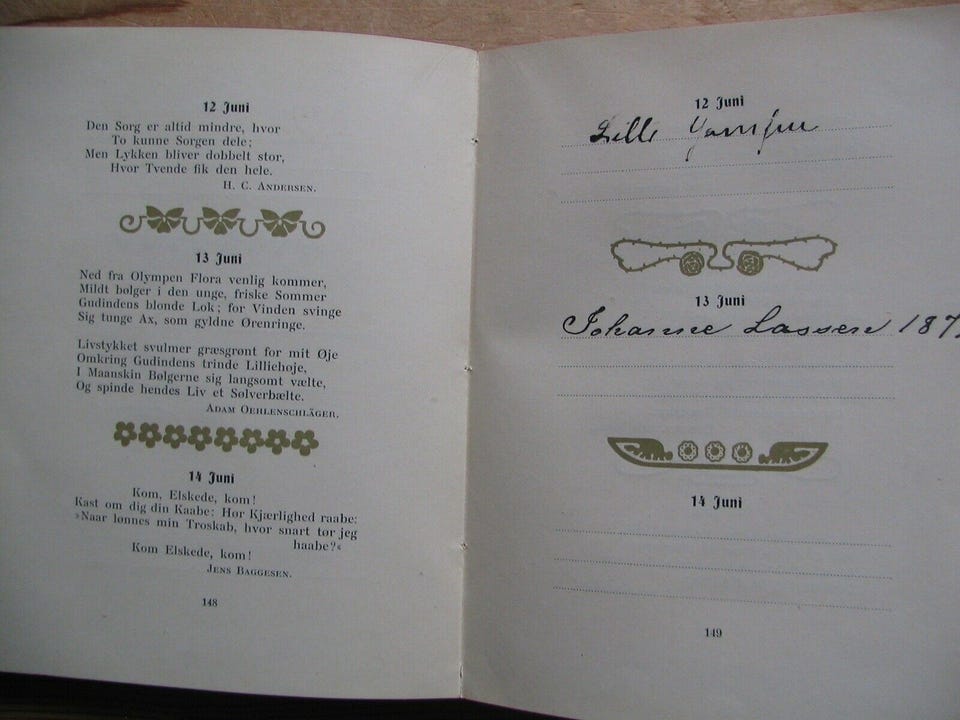 12 Juni
Den Sorg er altid mindre, hvor
To kunne Sorgen dele;
Men Lykken bliver dobbelt stor,
Hvor Tvende fik den hele.
H. C. Andersen.
13 Juni
Ned fra Olympen Flora venlig kommer,
Mildt bølger i den unge, friske Sommer
Gudindens blonde Lok; for Vinden svinge
Sig tunge Ax, som gyldne Ørenringe.
Livstykket svulmer græsgrønt for mit Øje
Omkring Gudindens trinde Lilliehøje,
I Maanskin Bølgerne sig langsomt vælte,
Og spinde hendes Liv et Sølverbælte.
Adam Oehlenschläger.
14 Juni
Kom, Elskede, kom!
Kast om dig din Kaabe: Hør Kjærlighed raabe:
»Naar lønnes min Troskab, hvor snart tør jeg
haabe?«
Kom Elskede, kom!
Jens Baggesen.
148
12 Juni
Lille
13 Juni
Johanne Lassen 187
14 Juni
149